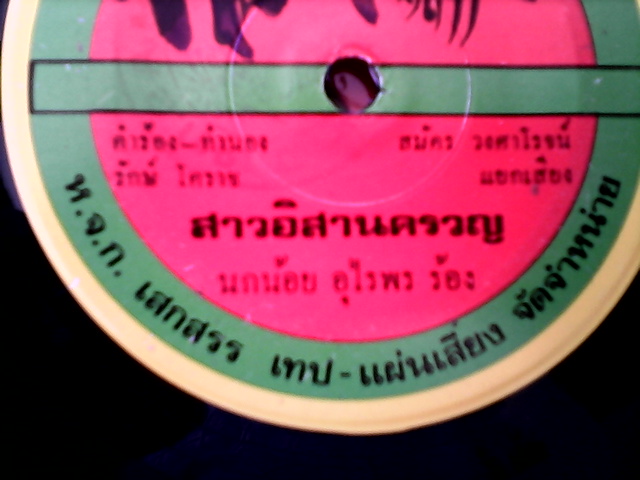 คำร้อง-ทำนอง
รักษ์ โคราช
สมัคร วงศาโรจน์
แยกเสียง
สาวอิสานครวญ
นกน้อย อุไรพร ร้อง
ห.จ.ก. เสกสรร เทป-แผ่นเสียง จัดจำหน่าย